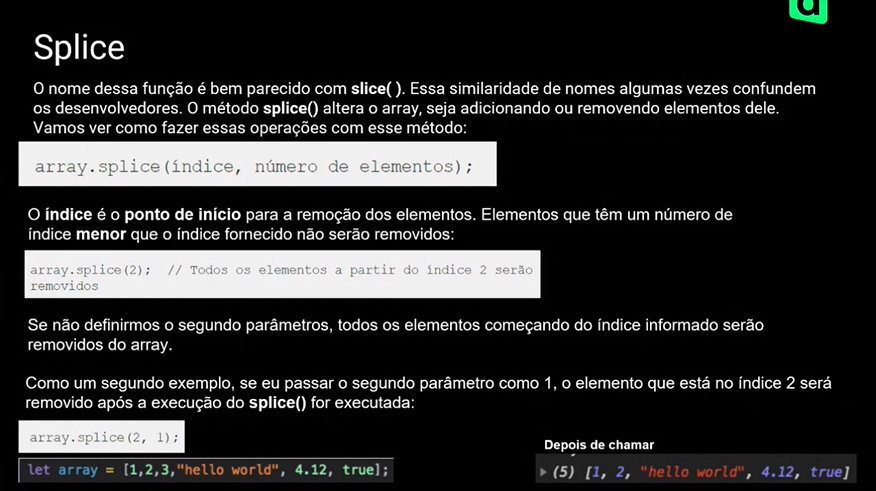 Splice
O nome dessa função é bem parecido com slice( ). Essa similaridade de nomes algumas vezes confundem
os desenvolvedores. O método splice() altera o array, seja adicionando ou removendo elementos dele.
Vamos ver como fazer essas operações com esse método:
array.splice(índice, número de elementos);
O índice é o ponto de início para a remoção dos elementos. Elementos que têm um número de
índice menor que o índice fornecido não serão removidos:
array.splice(2);  // Todos os elementos a partir do índice 2 serão
removidos
Se não definirmos o segundo parâmetros, todos os elementos começando do índice informado serão
removidos do array.
Como um segundo exemplo, se eu passar o segundo parâmetro como 1, o elemento que está no índice 2 será
removido após a execução do splice() for executada:
array.splice(2, 1);
let array = [1,2,3,"hello world", 4.12, true];
Depois de chamar
(5) [1, 2, "hello world", 4.12, true]